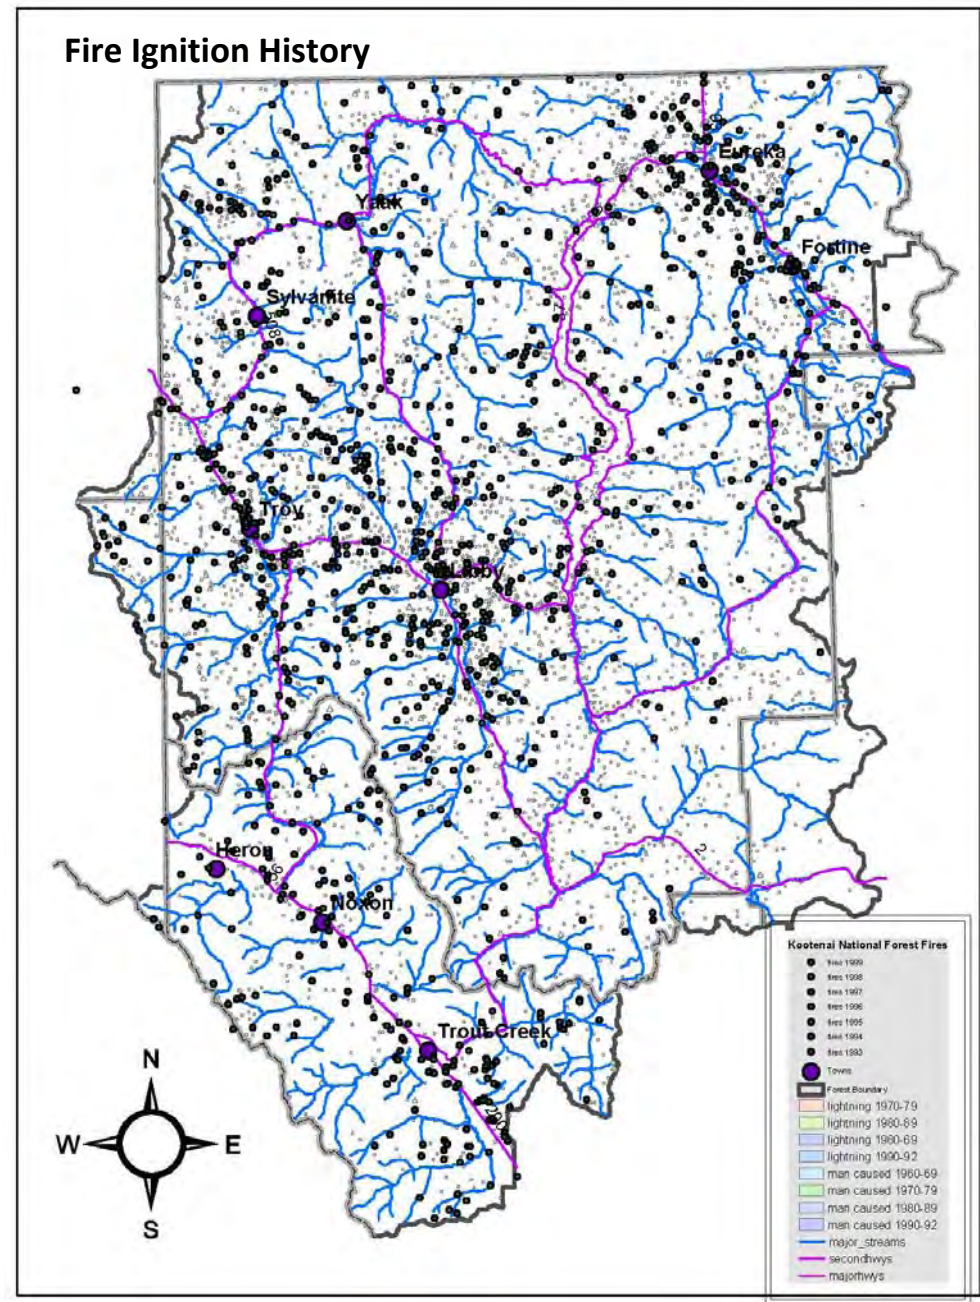 Fire Ignition History
Eureka
Yaak
Fortine
Sylvanite
508
Troy
Libby
Heron
2
Noxon
Trout Creek
200
N
W
E
S
Kootenai National Forest Fires
fires 1999
fires 1998
fires 1997
fires 1996
fires 1995
fires 1994
fires 1993
Towns
Forest Boundary
lightning 1970-79
lightning 1980-89
lightning 1960-69
lightning 1990-92
man caused 1960-69
man caused 1970-79
man caused 1980-89
man caused 1990-92
major_streams
secondhwys
majorhwys